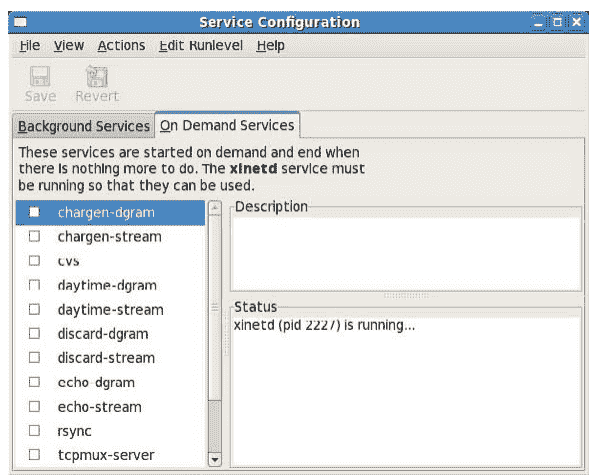 Service Configuration
File View Actions Edit Runlevel Help
Save Revert
Background Services On Demand Services
These services are started on demand and end when
there is nothing more to do. The xinetd service must
be running so that they can be used.
chargen-dgram
chargen-stream
cvs
daytime-dgram
daytime-stream
discard-dgram
discard-stream
echo-dgram
echo-stream
rsync
tcpmux-server
Description
Status
xinetd (pid 2227) is running...